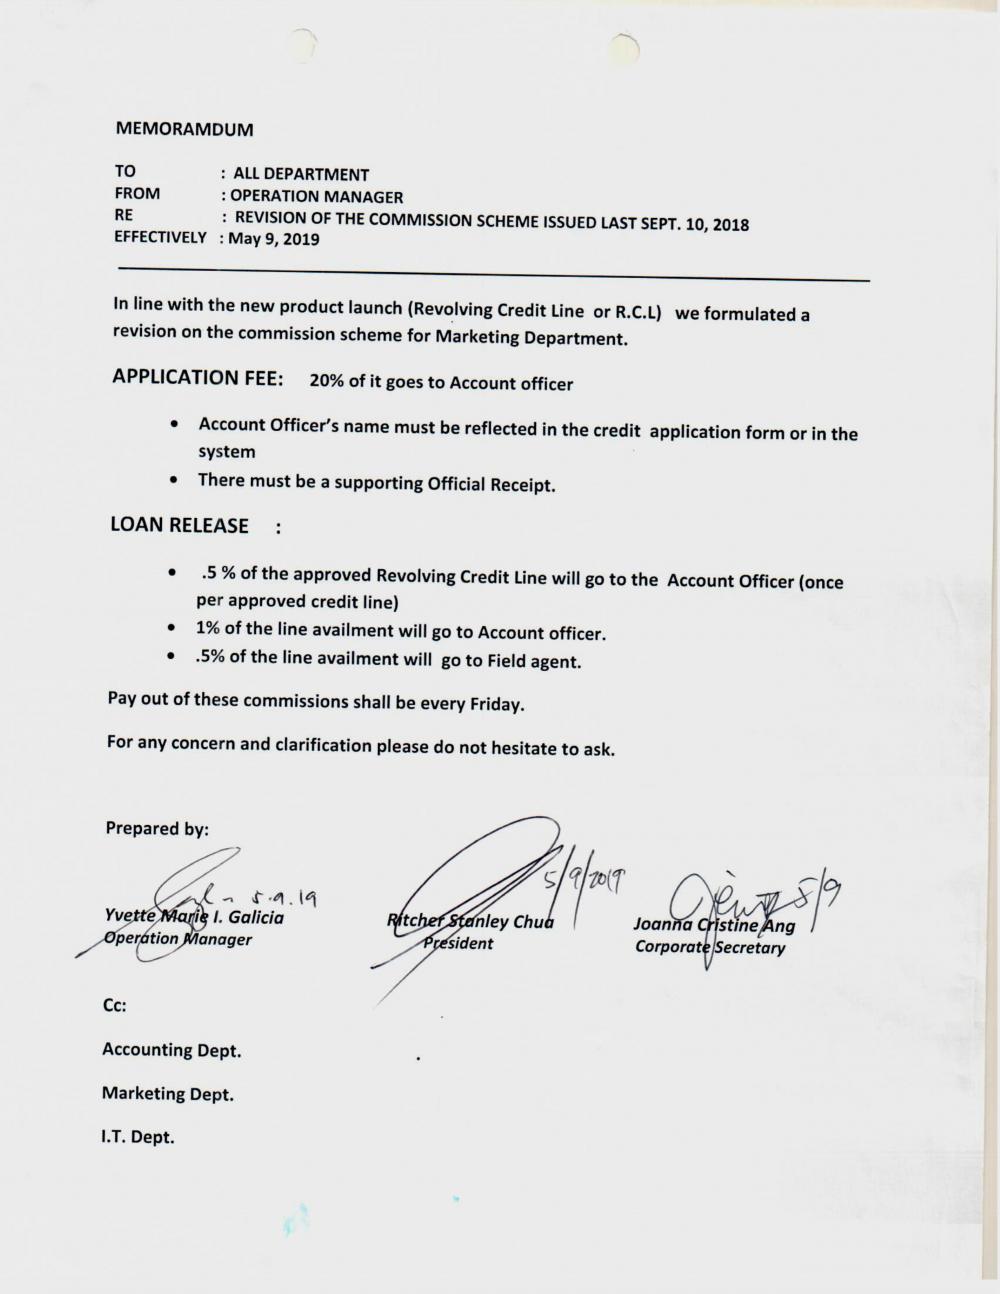 MEMORAMDUM
TO : ALL DEPARTMENT
FROM : OPERATION MANAGER
RE : REVISION OF THE COMMISSION SCHEME ISSUED LAST SEPT. 10, 2018
EFFECTIVELY : May 9, 2019
In line with the new product launch (Revolving Credit Line or R.C.L) we formulated a
revision on the commission scheme for Marketing Department.
APPLICATION FEE: 20% of it goes to Account officer
• Account Officer's name must be reflected in the credit application form or in the
system
• There must be a supporting Official Receipt.
LOAN RELEASE :
• .5 % of the approved Revolving Credit Line will go to the Account Officer (once
per approved credit line)
• 1% of the line availment will go to Account officer.
• .5% of the line availment will go to Field agent.
Pay out of these commissions shall be every Friday.
For any concern and clarification please do not hesitate to ask.
Prepared by:
5.9.19 5/9/2019 5/9
Yvette Marie I. Galicia Ritcher Stanley Chua Joanna Cristine Ang
Operation Manager President Corporate Secretary
Cc:
Accounting Dept.
Marketing Dept.
I.T. Dept.